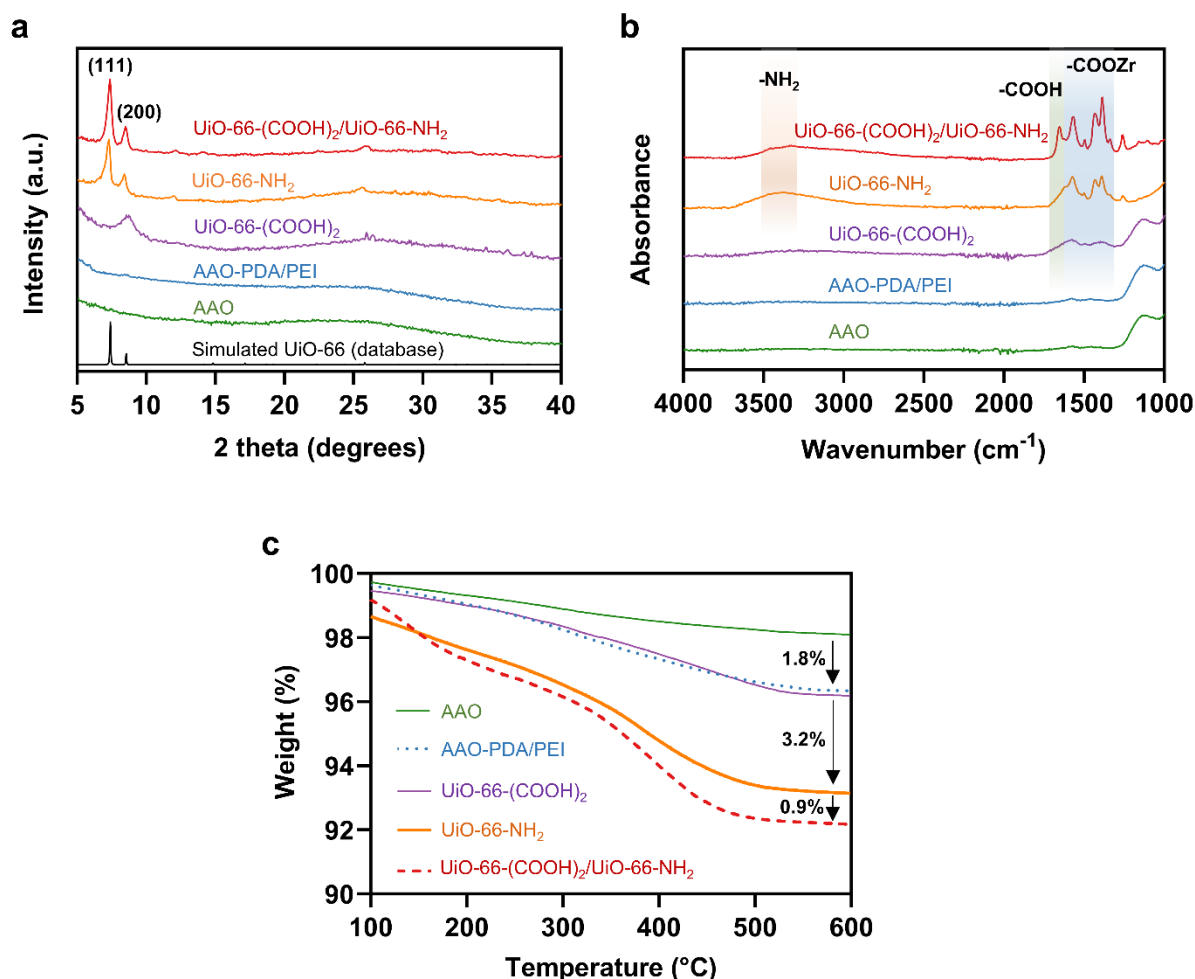 a
(111)
(200)
UiO-66-(COOH)₂/UiO-66-NH₂
UiO-66-NH₂
UiO-66-(COOH)₂
AAO-PDA/PEI
AAO
Simulated UiO-66 (database)
Intensity (a.u.)
5 10 15 20 25 30 35 40
2 theta (degrees)
b
-NH₂
-COOH
-COOZr
UiO-66-(COOH)₂/UiO-66-NH₂
UiO-66-NH₂
UiO-66-(COOH)₂
AAO-PDA/PEI
AAO
Absorbance
4000 3500 3000 2500 2000 1500 1000
Wavenumber (cm⁻¹)
c
100
98
96
94
92
90
Weight (%)
1.8%
3.2%
0.9%
AAO
AAO-PDA/PEI
UiO-66-(COOH)₂
UiO-66-NH₂
UiO-66-(COOH)₂/UiO-66-NH₂
100 200 300 400 500 600
Temperature (°C)